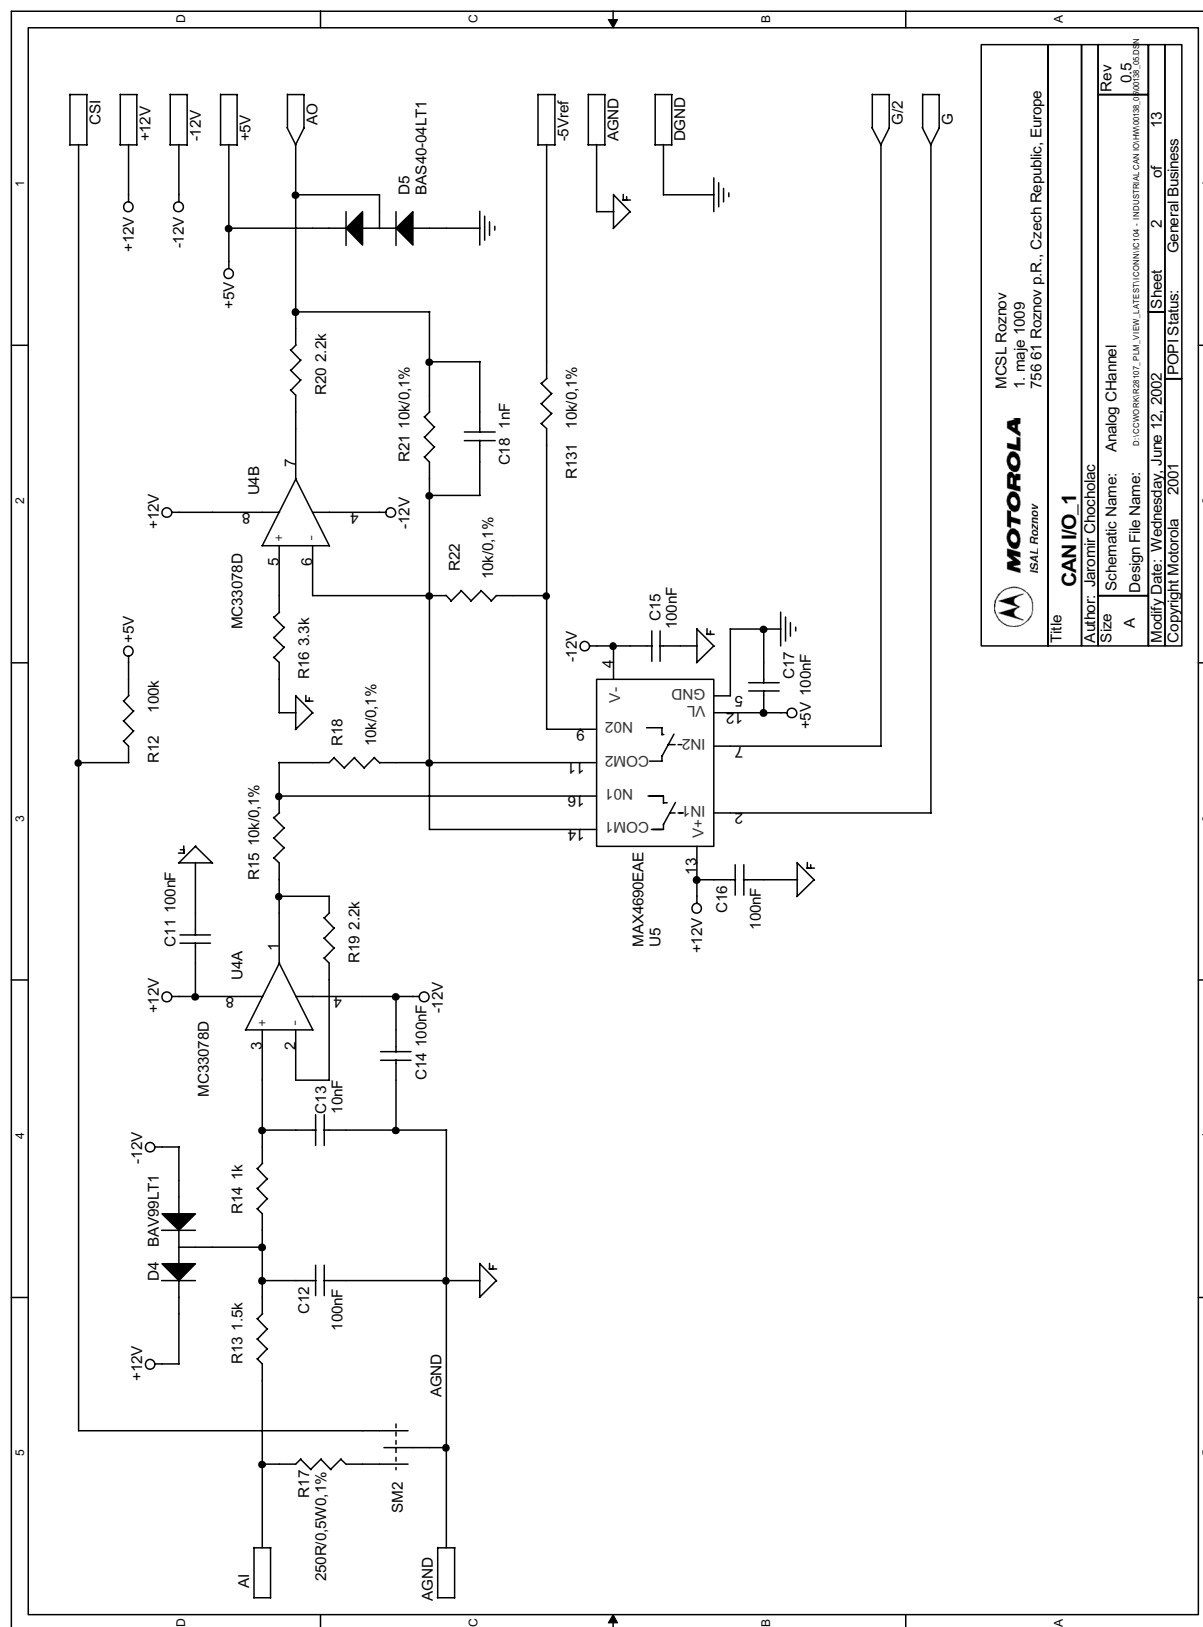 5
4
3
2
1
D
C
B
A
D
C
B
A
CSI
+12V
-12V
+5V
AO
-5Vref
AGND
DGND
G/2
G
+12V
-12V
+5V
D5
BAS40-04LT1
R20 2.2k
R21 10k/0,1%
C18 1nF
R131 10k/0,1%
U4B
MC33078D
+12V
-12V
8
4
5
6
7
+
-
R22
10k/0,1%
R16 3.3k
F
+5V
R12 100k
R18
10k/0,1%
R15 10k/0,1%
C11 100nF
F
U4A
MC33078D
+12V
-12V
8
4
3
2
1
+
-
R19 2.2k
C14 100nF
C13
10nF
-12V
+12V
D4 BAV99LT1
R14 1k
C12
100nF
F
R13 1.5k
AGND
R17
250R/0,5W0,1%
SM2
AI
AGND
MAX4690EAE
U5
14
16
11
9
COM1
N01
COM2
N02
V-
4
V+
13
IN1
IN2
VL
GND
2
7
12
5
-12V
C15
100nF
F
C17
100nF
+5V
+12V
C16
100nF
F
F
MOTOROLA
ISAL Roznov
MCSL Roznov
1. maje 1009
756 61 Roznov p.R., Czech Republic, Europe
Title
CAN I/O_1
Author: Jaromir Chocholac
Size
A
Schematic Name: Analog CHannel
Rev
0.5
Design File Name:
Modify Date: Wednesday, June 12, 2002
Sheet 2 of 13
Copyright Motorola 2001
POPI Status: General Business